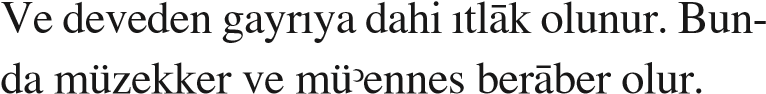 Ve deveden gayrıya dahi ıtlāk olunur. Bun-
da müzekker ve müʾennes berāber olur.